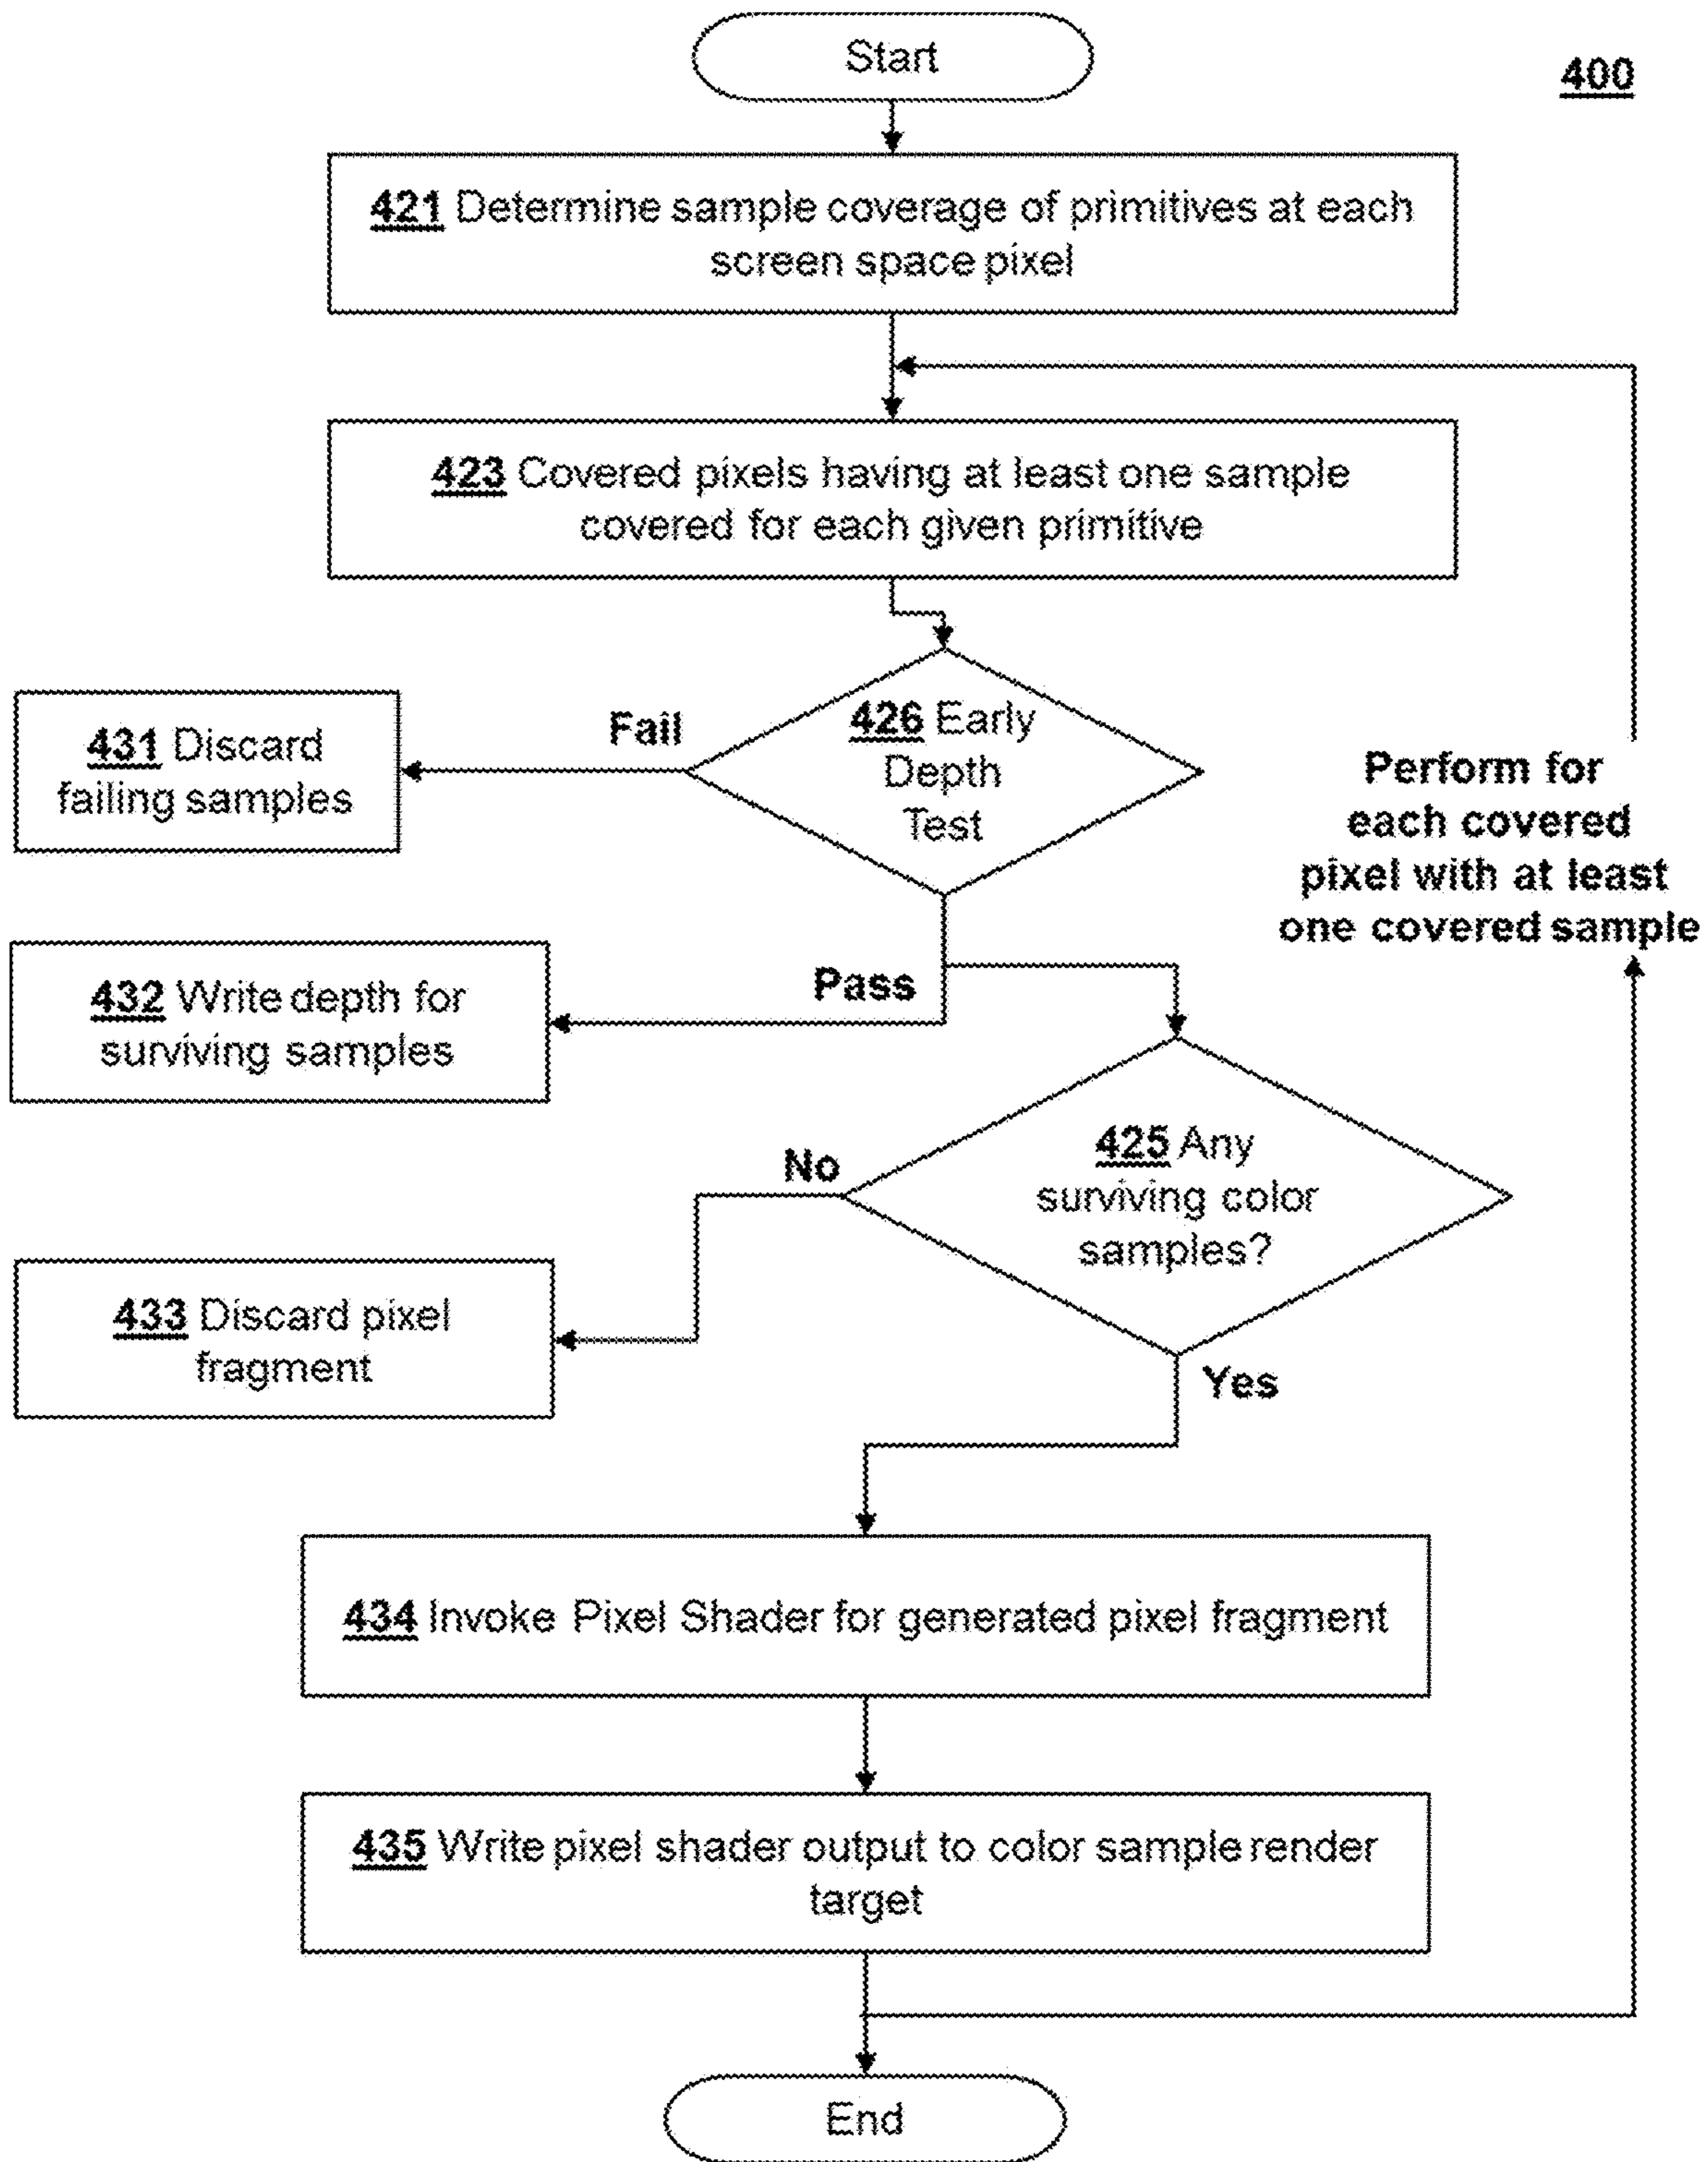 Start
400
421 Determine sample coverage of primitives at each
screen space pixel
423 Covered pixels having at least one sample
covered for each given primitive
426 Early
Depth
Test
Fail
431 Discard
failing samples
Perform for
each covered
pixel with at least
one covered sample
Pass
432 Write depth for
surviving samples
425 Any
surviving color
samples?
No
433 Discard pixel
fragment
Yes
434 Invoke Pixel Shader for generated pixel fragment
435 Write pixel shader output to color sample render
target
End